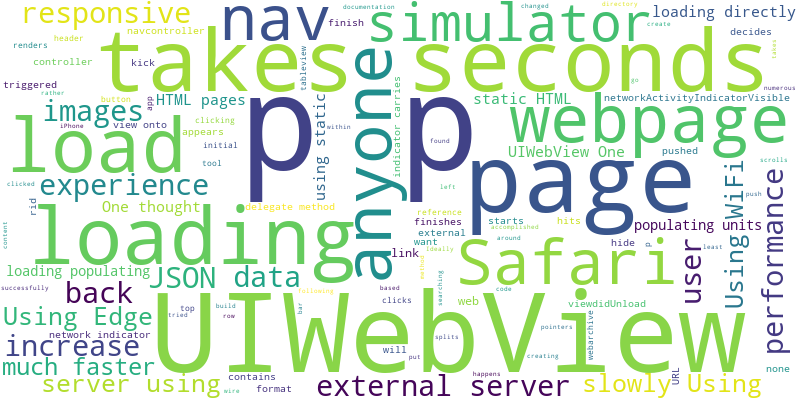 responsive
nav
simulator
loading directly
documentation
changed
directory
create
decides
renders
header
navcontroller
finish
takes seconds
controller
kick
tableview
takes
triggered
rather
button
HTML pages
app
images
iPhone
view onto
clicking
appears
using static
p p
anyone
indicator carries
static HTML
networkActivityIndicatorVisible
go
numerous
webpage
load
initial
within
found
UIWebView One
pushed
clicked
tool
experience
page
left
rid
One thought
delegate method
reference
finishes
starts
hits
populating units
scrolls
push
Using WiFi
content
loading
external
accomplished
around
p
hide
user
performance
link
want
ideally
method
Safari
least
loading populating
JSON data
web
searching
code
viewdidUnload
successfully
back
top
build
based
clicks
Using Edge
tried
row
following
bar
pointers
webarchive
network indicator
will
splits
creating
none
increase
UIWebView
put
much faster
contains
format
happens
URL
server using
wire
external server
slowly Using